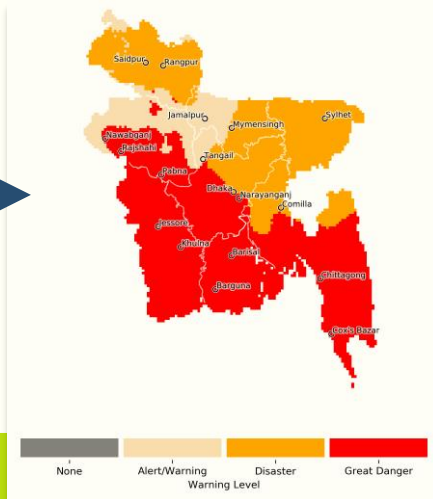 Saidpur
Rangpur
Jamalpur
Mymensingh
Sylhet
Nawabganj
Rajshahi
Tangail
Pabna
Dhaka
Narayanganj
Comilla
Jessore
Khulna
Barisal
Chittagong
Barguna
Cox's Bazar
None
Alert/Warning
Disaster
Great Danger
Warning Level